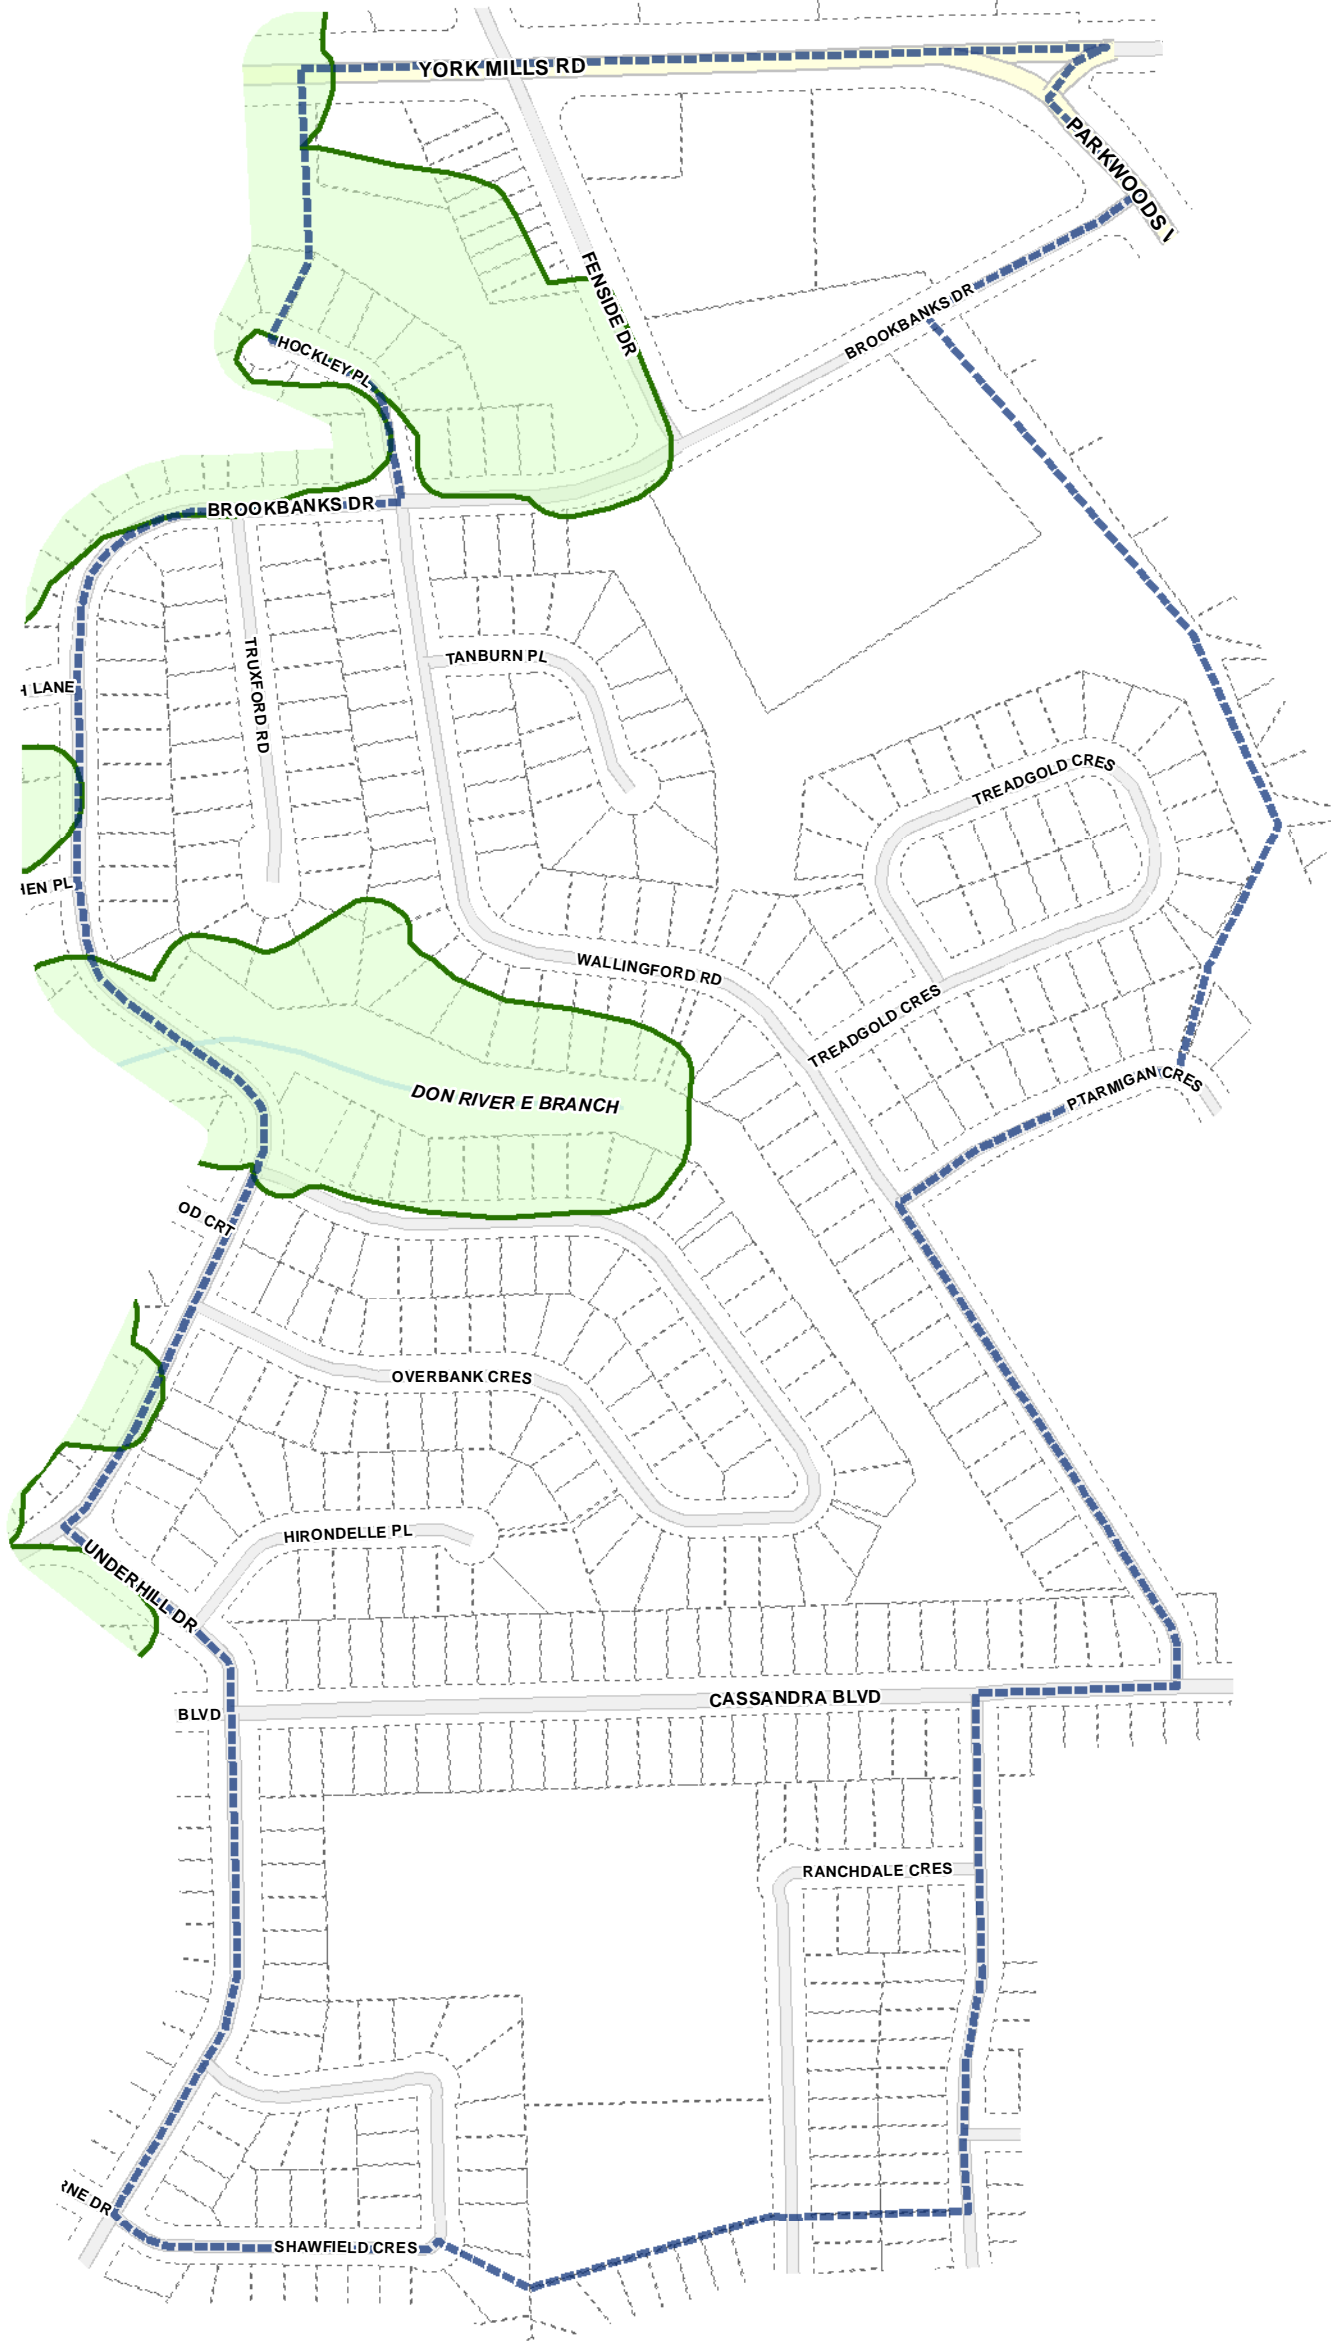 YORK MILLS RD
PARKWOODS V
FENSIDE DR
BROOKBANKS DR
HOCKLEY PL
BROOKBANKS DR
TANBURN PL
TRUXFORD RD
H LANE
TREADGOLD CRES
HEN PL
WALLINGFORD RD
TREADGOLD CRES
PTARMIGAN CRES
DON RIVER E BRANCH
OD CRT
OVERBANK CRES
HIRONDELLE PL
UNDERHILL DR
CASSANDRA BLVD
BLVD
RANCHDALE CRES
RNE DR
SHAWFIELD CRES